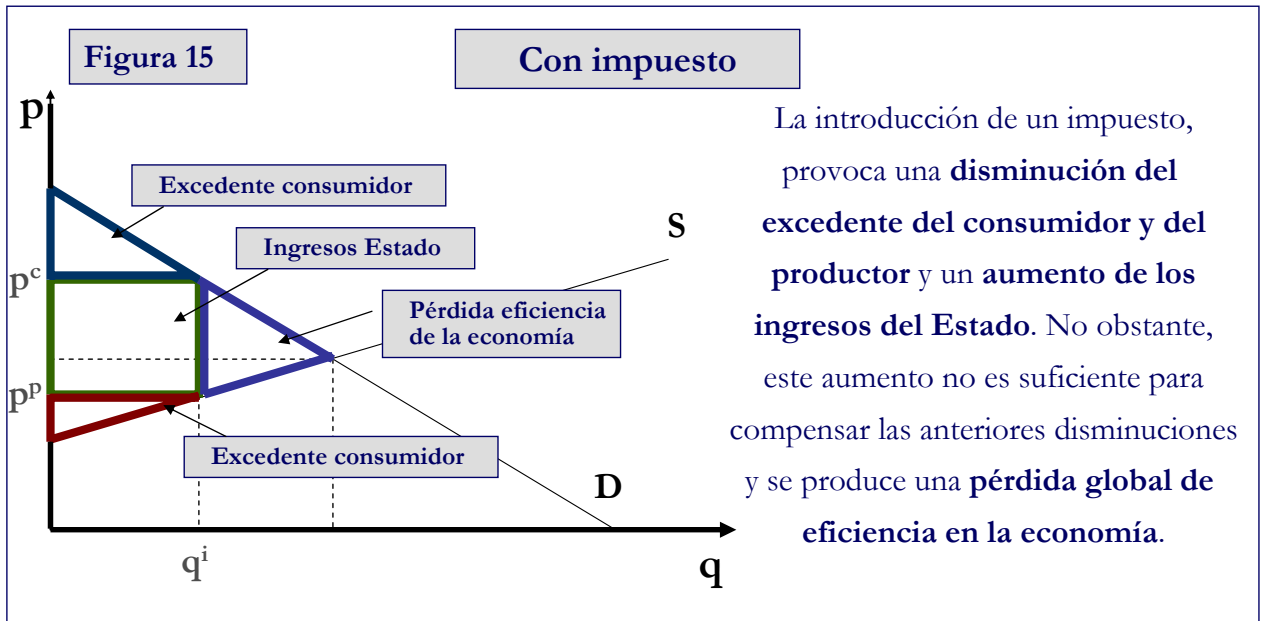 Figura 15
Con impuesto
p
Excedente consumidor
Ingresos Estado
S
pᶜ
Pérdida eficiencia
de la economía
pᵖ
Excedente consumidor
D
qⁱ
q
La introducción de un impuesto,
provoca una disminución del
excedente del consumidor y del
productor y un aumento de los
ingresos del Estado. No obstante,
este aumento no es suficiente para
compensar las anteriores disminuciones
y se produce una pérdida global de
eficiencia en la economía.